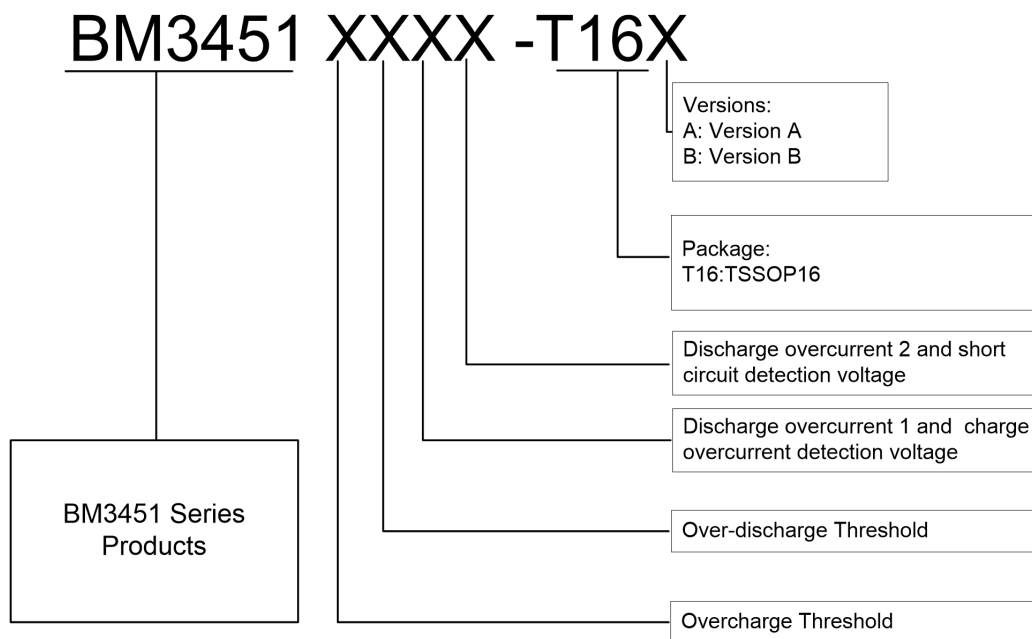 BM3451 XXXX -T16X
Versions:
A: Version A
B: Version B
Package:
T16:TSSOP16
Discharge overcurrent 2 and short
circuit detection voltage
Discharge overcurrent 1 and charge
overcurrent detection voltage
BM3451 Series
Products
Over-discharge Threshold
Overcharge Threshold